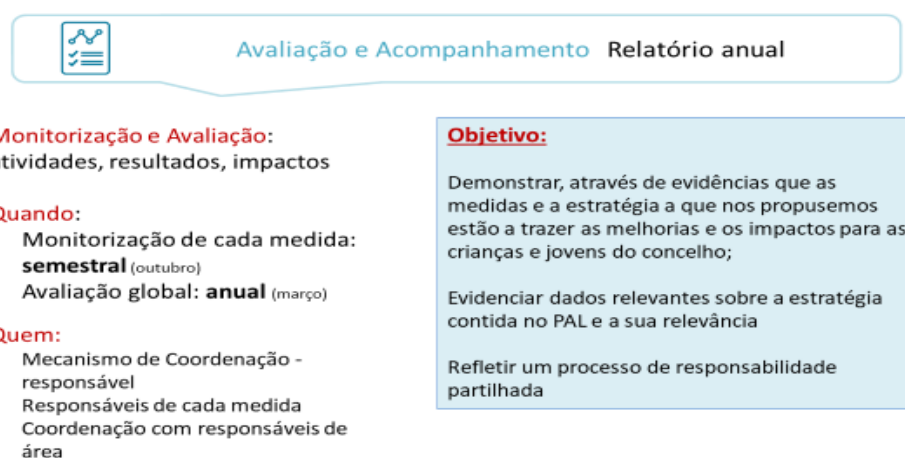 Avaliação e Acompanhamento Relatório anual
Monitorização e Avaliação:
atividades, resultados, impactos
Quando:
Monitorização de cada medida:
semestral (outubro)
Avaliação global: anual (março)
Quem:
Mecanismo de Coordenação -
responsável
Responsáveis de cada medida
Coordenação com responsáveis de
área
Objetivo:
Demonstrar, através de evidências que as
medidas e a estratégia a que nos propusemos
estão a trazer as melhorias e os impactos para as
crianças e jovens do concelho;
Evidenciar dados relevantes sobre a estratégia
contida no PAL e a sua relevância
Refletir um processo de responsabilidade
partilhada